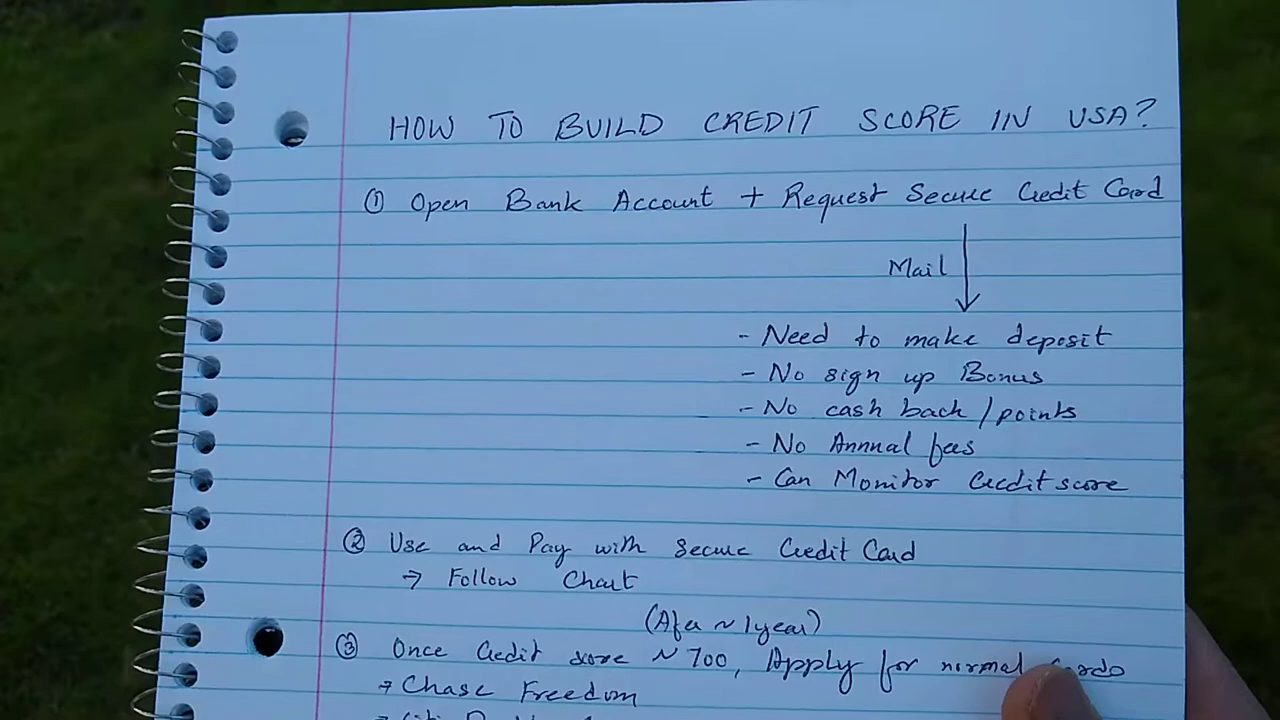 HOW TO BUILD CREDIT SCORE IN USA?
① Open Bank Account + Request Secure Credit Card
Mail
- Need to make deposit
- No sign up Bonus
- No cash back/points
- No Annual fees
- Can Monitor Credit score
② Use and Pay with Secure Credit Card
→ Follow Chart
(After ~ 1 year)
③ Once Credit score ~ 700, Apply for normal
→ Chase Freedom